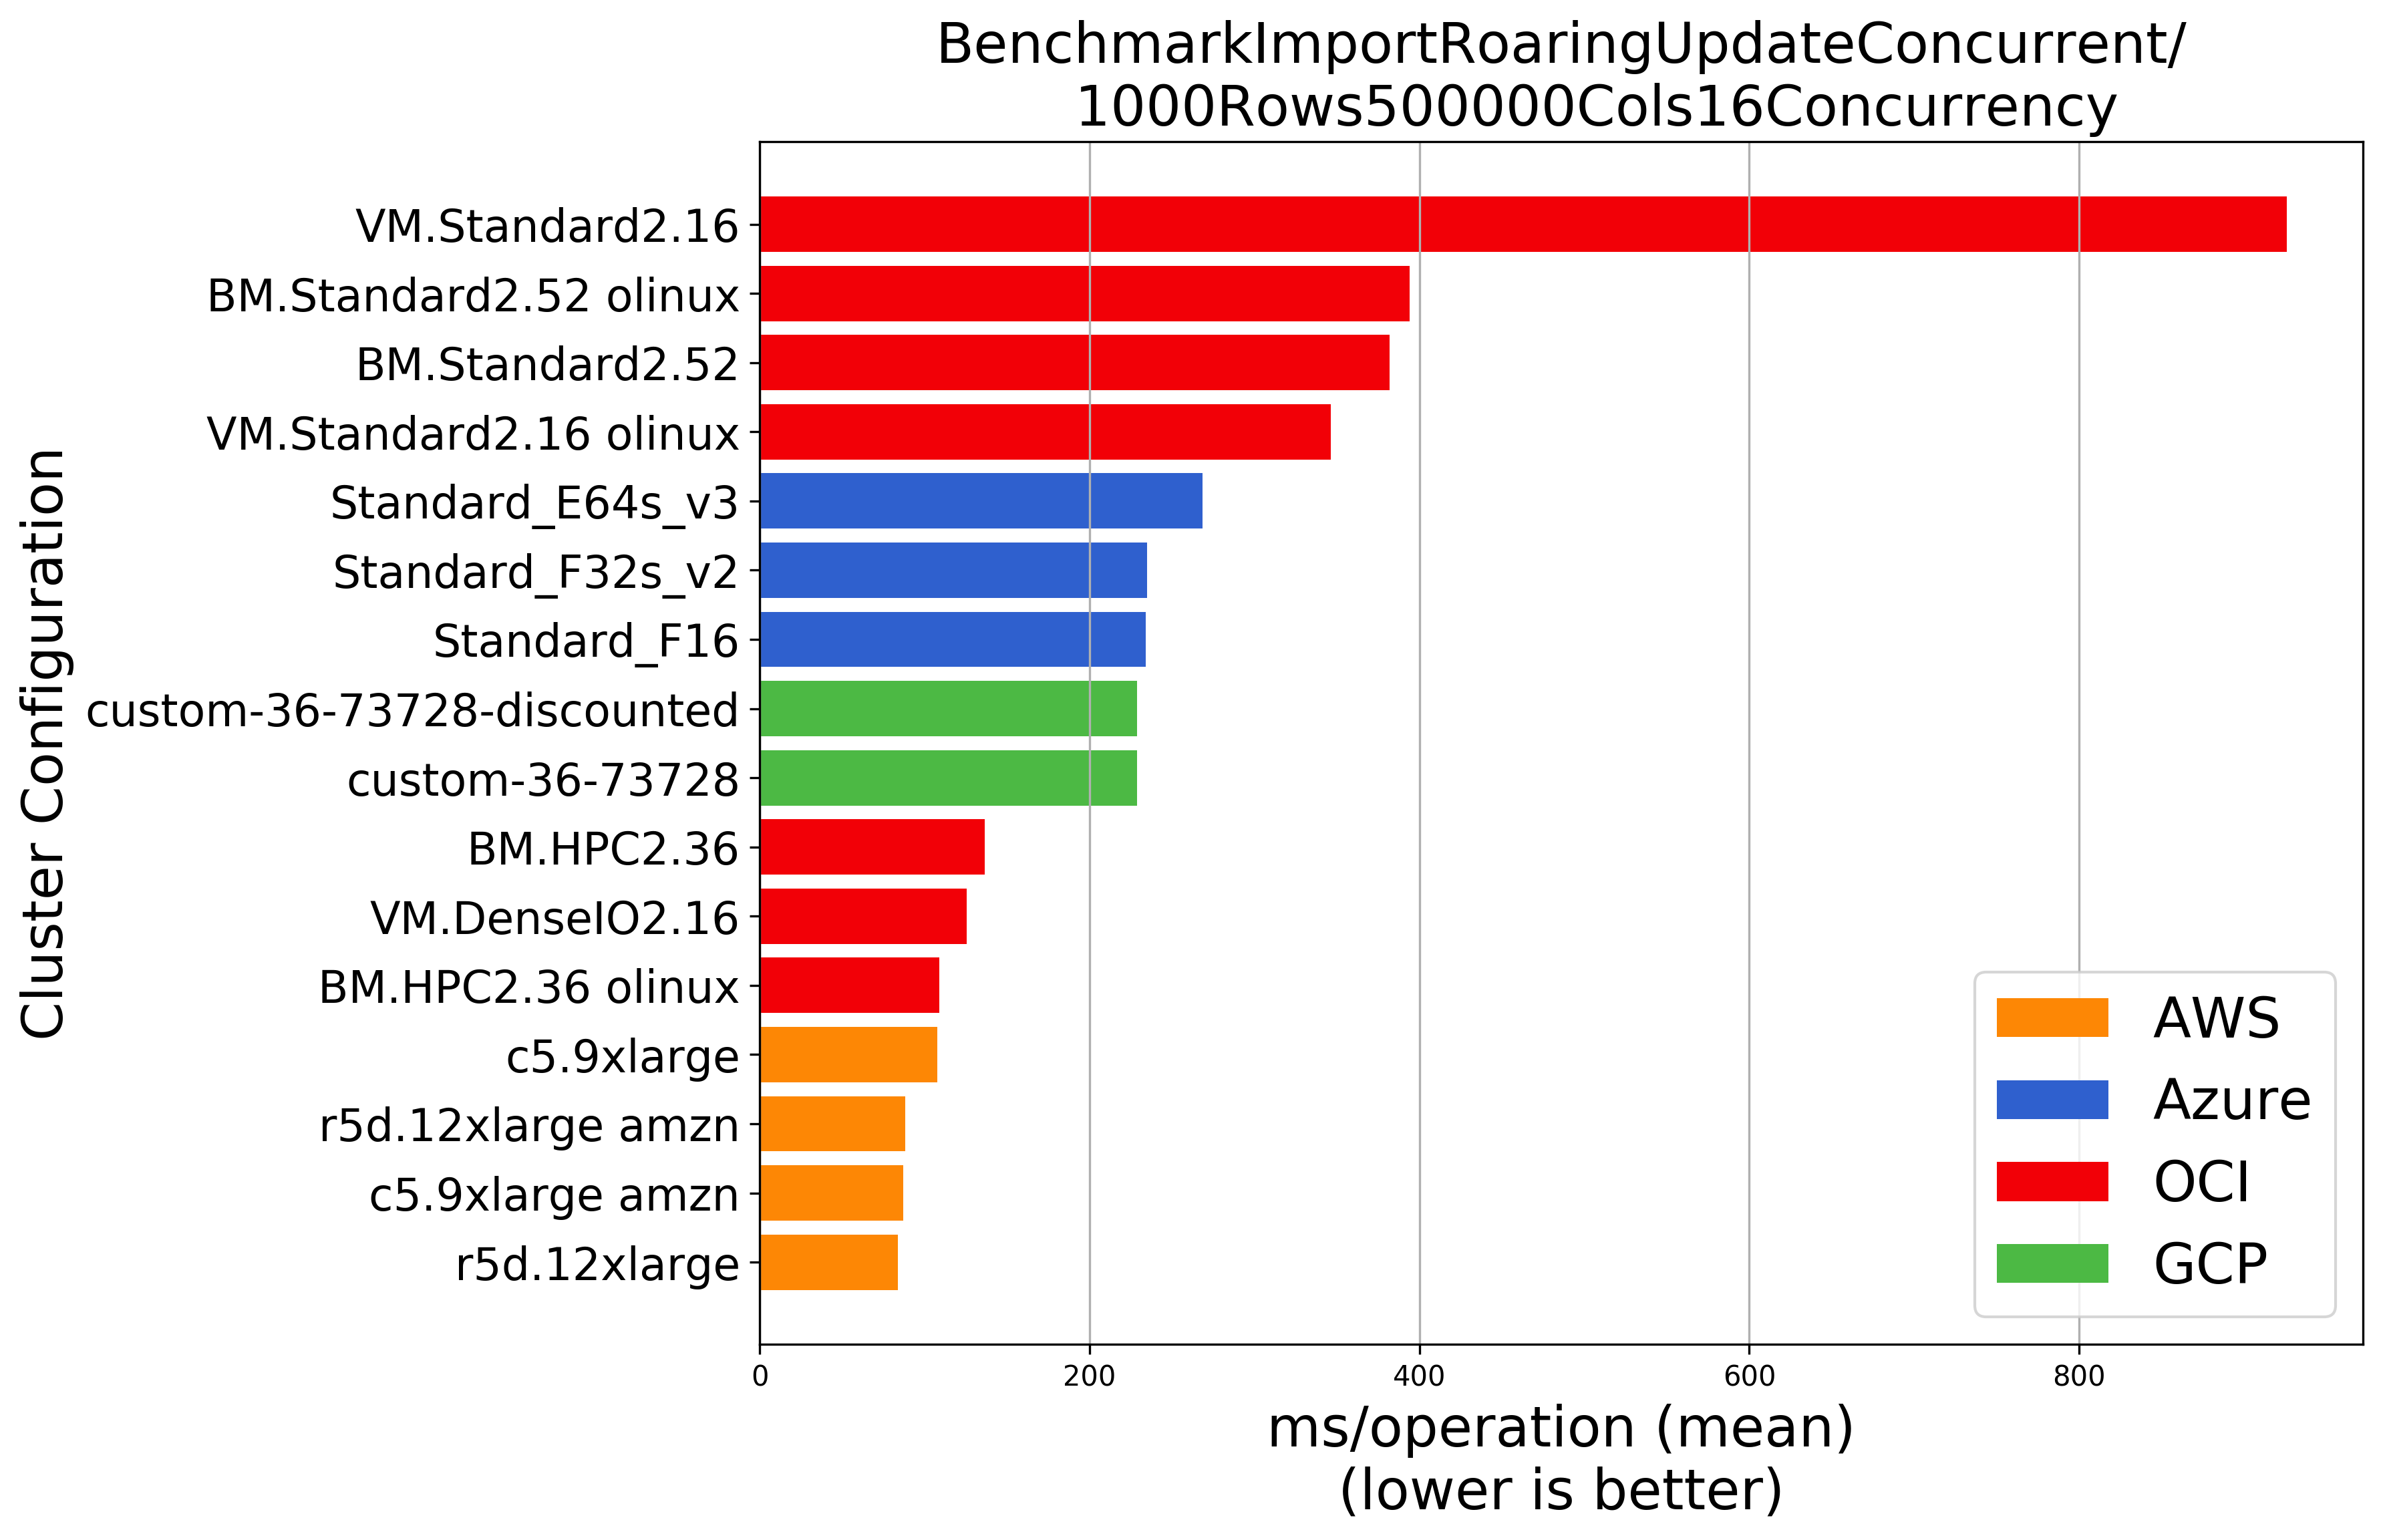 BenchmarkImportRoaringUpdateConcurrent/
1000Rows500000Cols16Concurrency
Cluster Configuration
VM.Standard2.16
BM.Standard2.52 olinux
BM.Standard2.52
VM.Standard2.16 olinux
Standard_E64s_v3
Standard_F32s_v2
Standard_F16
custom-36-73728-discounted
custom-36-73728
BM.HPC2.36
VM.DenseIO2.16
BM.HPC2.36 olinux
c5.9xlarge
r5d.12xlarge amzn
c5.9xlarge amzn
r5d.12xlarge
AWS
Azure
OCI
GCP
0 200 400 600 800
ms/operation (mean)
(lower is better)